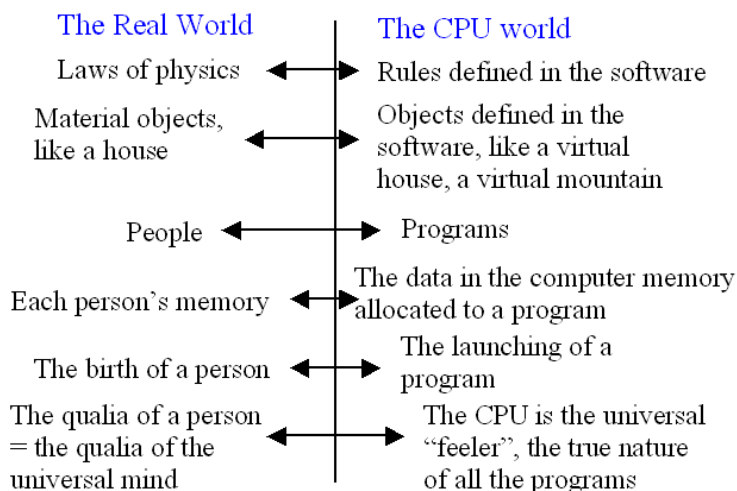 The Real World
The CPU world
Laws of physics
Rules defined in the software
Material objects,
like a house
Objects defined in the
software, like a virtual
house, a virtual mountain
People
Programs
Each person’s memory
The data in the computer memory
allocated to a program
The birth of a person
The launching of a
program
The qualia of a person
= the qualia of the
universal mind
The CPU is the universal
“feeler”, the true nature
of all the programs